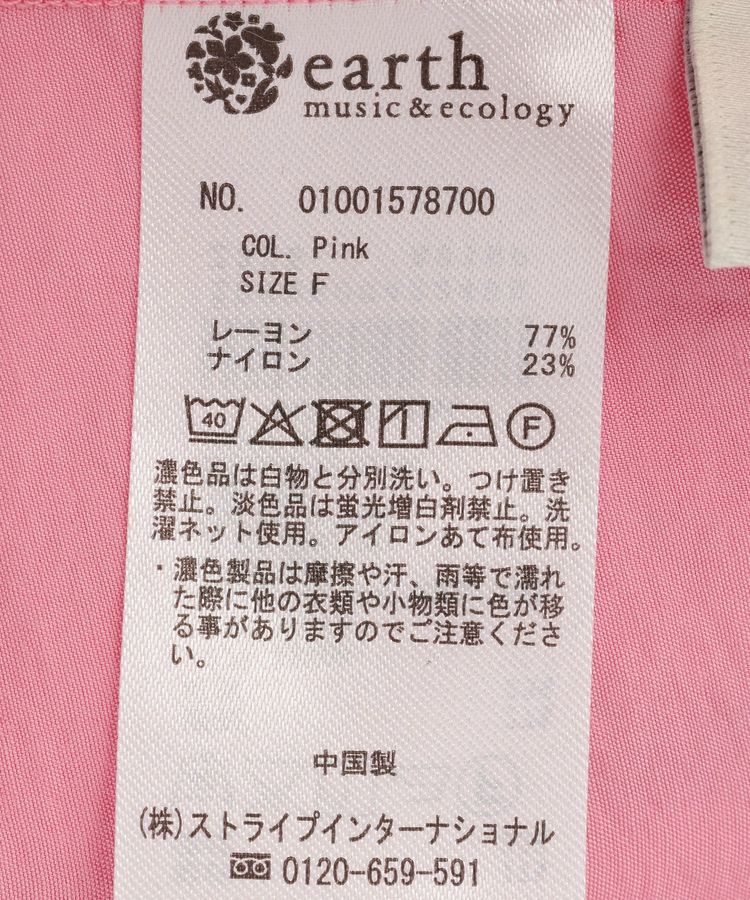 earth
music & ecology
NO. 01001578700
COL. Pink
SIZE F
レーヨン 77%
ナイロン 23%
40 F
濃色品は白物と分別洗い。つけ置き
禁止。淡色品は蛍光増白剤禁止。洗
濯ネット使用。アイロンあて布使用。
・濃色製品は摩擦や汗、雨等で濡れ
た際に他の衣類や小物類に色が移
る事がありますのでご注意くださ
い。
中国製
(株)ストライプインターナショナル
0120-659-591